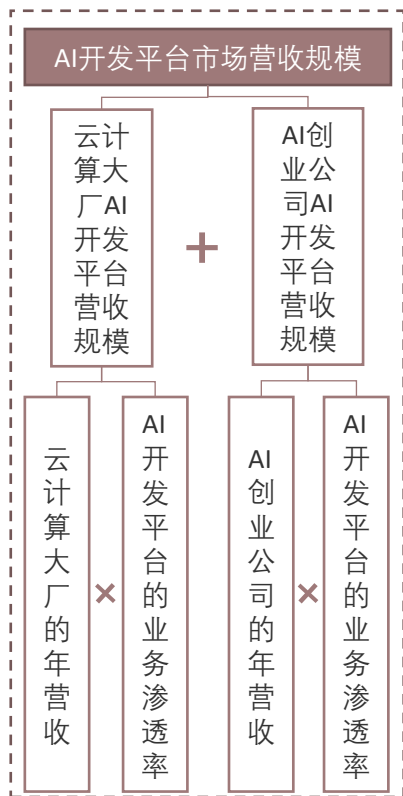 AI开发平台市场营收规模
云计
算大
厂AI
开发
平台
营收
规模
+
AI创
业公
司AI
开发
平台
营收
规模
云计算大厂的年营收
×
AI开发平台的业务渗透率
AI创业公司的年营收
×
AI开发平台的业务渗透率